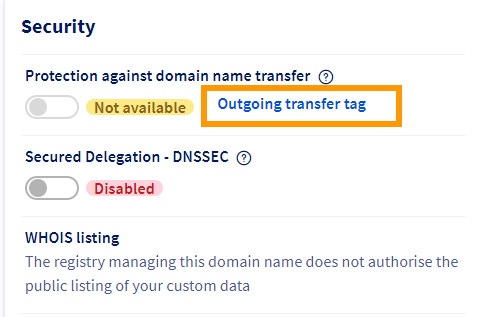 Security
Protection against domain name transfer ?
Not available Outgoing transfer tag
Secured Delegation - DNSSEC ?
Disabled
WHOIS listing
The registry managing this domain name does not authorise the
public listing of your custom data